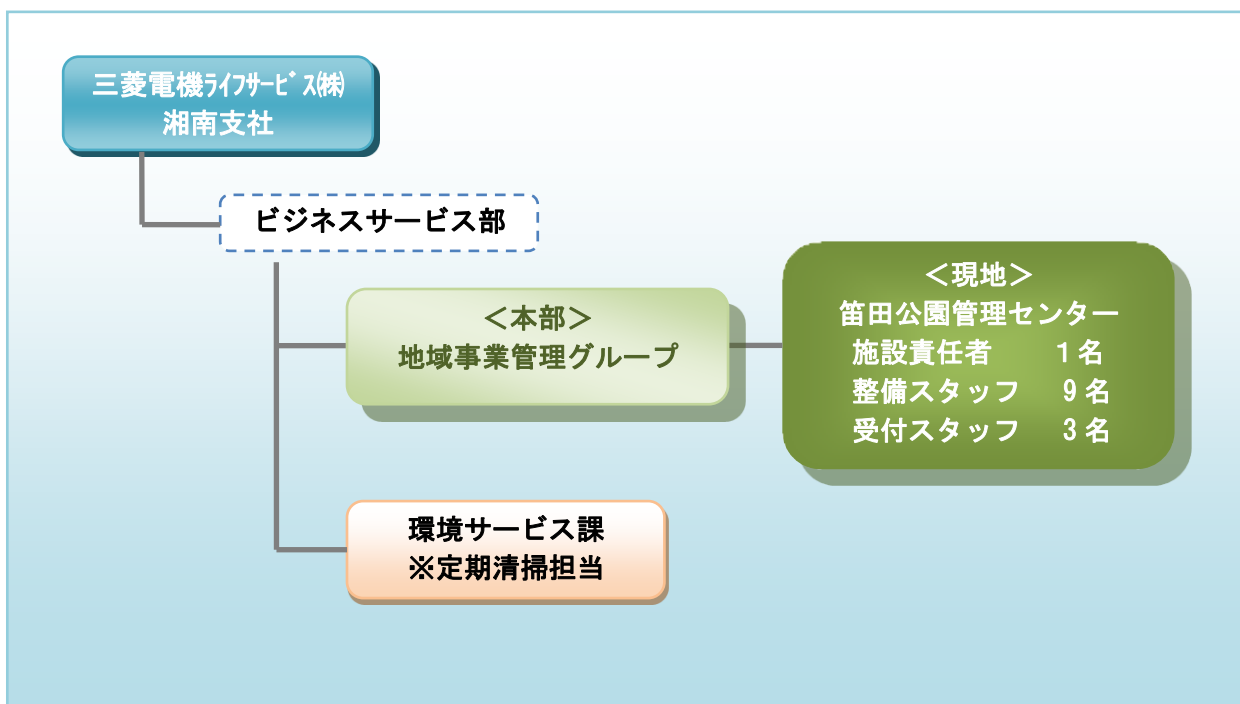 三菱電機ﾗｲﾌｻｰﾋﾞｽ㈱
湘南支社
ビジネスサービス部
＜本部＞
地域事業管理グループ
＜現地＞
笛田公園管理センター
施設責任者　　1名
整備スタッフ　9名
受付スタッフ　3名
環境サービス課
※定期清掃担当